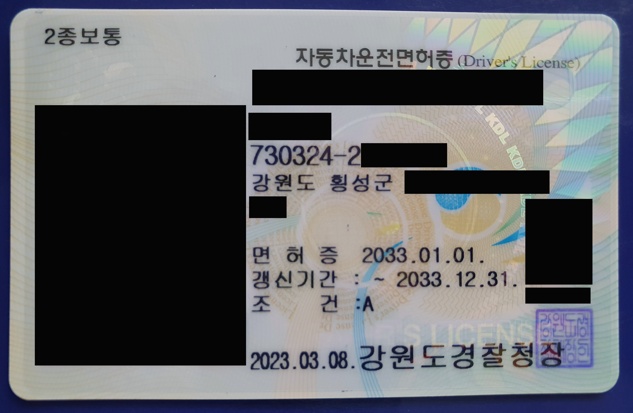 2종보통
자동차운전면허증 (Driver's License)
730324-2
강원도 횡성군
면 허 증 2033.01.01.
갱신기간 : ~ 2033.12.31.
조 건 :A
2023.03.08. 강원도경찰청장